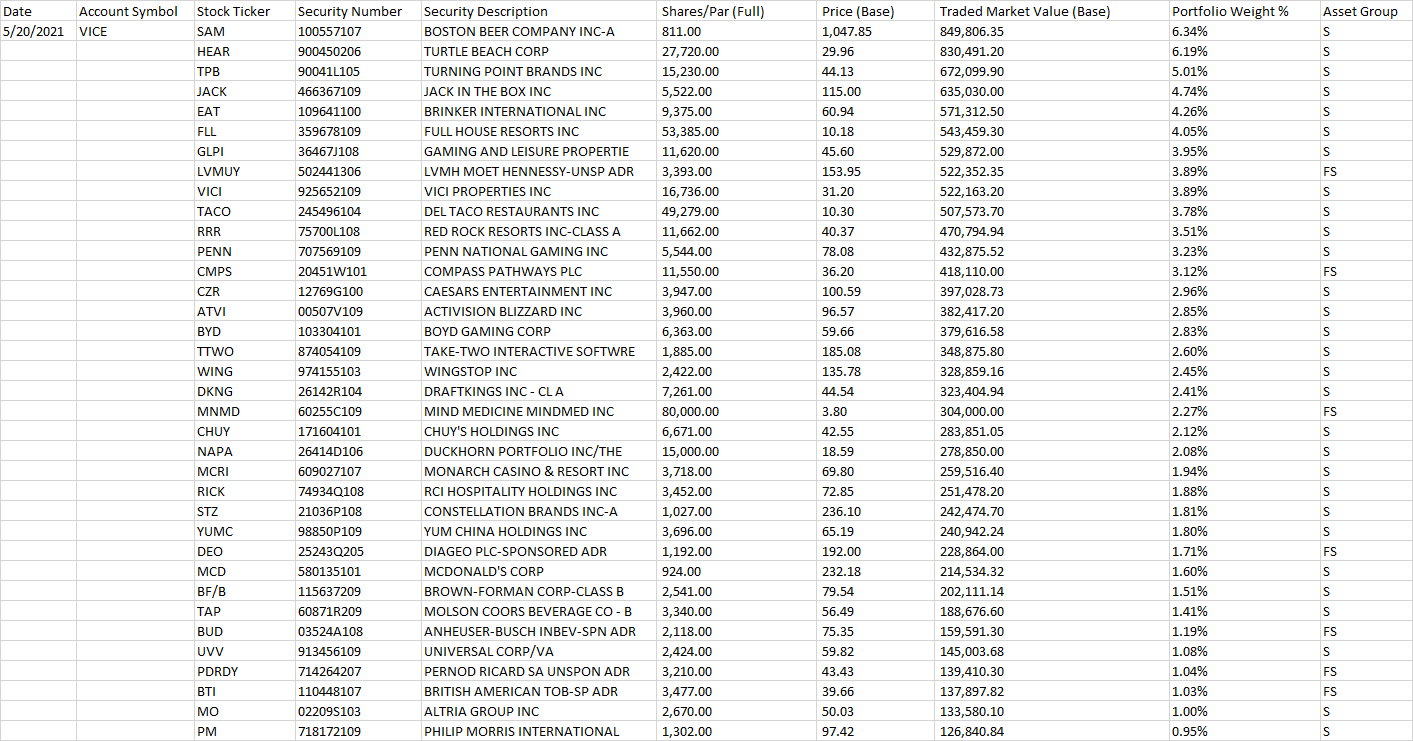 Date Account Symbol Stock Ticker Security Number Security Description Shares/Par (Full) Price (Base) Traded Market Value (Base) Portfolio Weight % Asset Group
5/20/2021 VICE SAM 100557107 BOSTON BEER COMPANY INC-A 811.00 1,047.85 849,806.35 6.34% S
HEAR 900450206 TURTLE BEACH CORP 27,720.00 29.96 830,491.20 6.19% S
TPB 90041L105 TURNING POINT BRANDS INC 15,230.00 44.13 672,099.90 5.01% S
JACK 466367109 JACK IN THE BOX INC 5,522.00 115.00 635,030.00 4.74% S
EAT 109641100 BRINKER INTERNATIONAL INC 9,375.00 60.94 571,312.50 4.26% S
FLL 359678109 FULL HOUSE RESORTS INC 53,385.00 10.18 543,459.30 4.05% S
GLPI 36467J108 GAMING AND LEISURE PROPERTIE 11,620.00 45.60 529,872.00 3.95% S
LVMUY 502441306 LVMH MOET HENNESSY-UNSP ADR 3,393.00 153.95 522,352.35 3.89% FS
VICI 925652109 VICI PROPERTIES INC 16,736.00 31.20 522,163.20 3.89% S
TACO 245496104 DEL TACO RESTAURANTS INC 49,279.00 10.30 507,573.70 3.78% S
RRR 75700L108 RED ROCK RESORTS INC-CLASS A 11,662.00 40.37 470,794.94 3.51% S
PENN 707569109 PENN NATIONAL GAMING INC 5,544.00 78.08 432,875.52 3.23% S
CMPS 20451W101 COMPASS PATHWAYS PLC 11,550.00 36.20 418,110.00 3.12% FS
CZR 12769G100 CAESARS ENTERTAINMENT INC 3,947.00 100.59 397,028.73 2.96% S
ATVI 00507V109 ACTIVISION BLIZZARD INC 3,960.00 96.57 382,417.20 2.85% S
BYD 103304101 BOYD GAMING CORP 6,363.00 59.66 379,616.58 2.83% S
TTWO 874054109 TAKE-TWO INTERACTIVE SOFTWRE 1,885.00 185.08 348,875.80 2.60% S
WING 974155103 WINGSTOP INC 2,422.00 135.78 328,859.16 2.45% S
DKNG 26142R104 DRAFTKINGS INC - CL A 7,261.00 44.54 323,404.94 2.41% S
MNMD 60255C109 MIND MEDICINE MINDMED INC 80,000.00 3.80 304,000.00 2.27% FS
CHUY 171604101 CHUY'S HOLDINGS INC 6,671.00 42.55 283,851.05 2.12% S
NAPA 26414D106 DUCKHORN PORTFOLIO INC/THE 15,000.00 18.59 278,850.00 2.08% S
MCRI 609027107 MONARCH CASINO & RESORT INC 3,718.00 69.80 259,516.40 1.94% S
RICK 74934Q108 RCI HOSPITALITY HOLDINGS INC 3,452.00 72.85 251,478.20 1.88% S
STZ 21036P108 CONSTELLATION BRANDS INC-A 1,027.00 236.10 242,474.70 1.81% S
YUMC 98850P109 YUM CHINA HOLDINGS INC 3,696.00 65.19 240,942.24 1.80% S
DEO 25243Q205 DIAGEO PLC-SPONSORED ADR 1,192.00 192.00 228,864.00 1.71% FS
MCD 580135101 MCDONALD'S CORP 924.00 232.18 214,534.32 1.60% S
BF/B 115637209 BROWN-FORMAN CORP-CLASS B 2,541.00 79.54 202,111.14 1.51% S
TAP 60871R209 MOLSON COORS BEVERAGE CO - B 3,340.00 56.49 188,676.60 1.41% S
BUD 03524A108 ANHEUSER-BUSCH INBEV-SPN ADR 2,118.00 75.35 159,591.30 1.19% FS
UVV 913456109 UNIVERSAL CORP/VA 2,424.00 59.82 145,003.68 1.08% S
PDRDY 714264207 PERNOD RICARD SA UNSPON ADR 3,210.00 43.43 139,410.30 1.04% FS
BTI 110448107 BRITISH AMERICAN TOB-SP ADR 3,477.00 39.66 137,897.82 1.03% FS
MO 02209S103 ALTRIA GROUP INC 2,670.00 50.03 133,580.10 1.00% S
PM 718172109 PHILIP MORRIS INTERNATIONAL 1,302.00 97.42 126,840.84 0.95% S